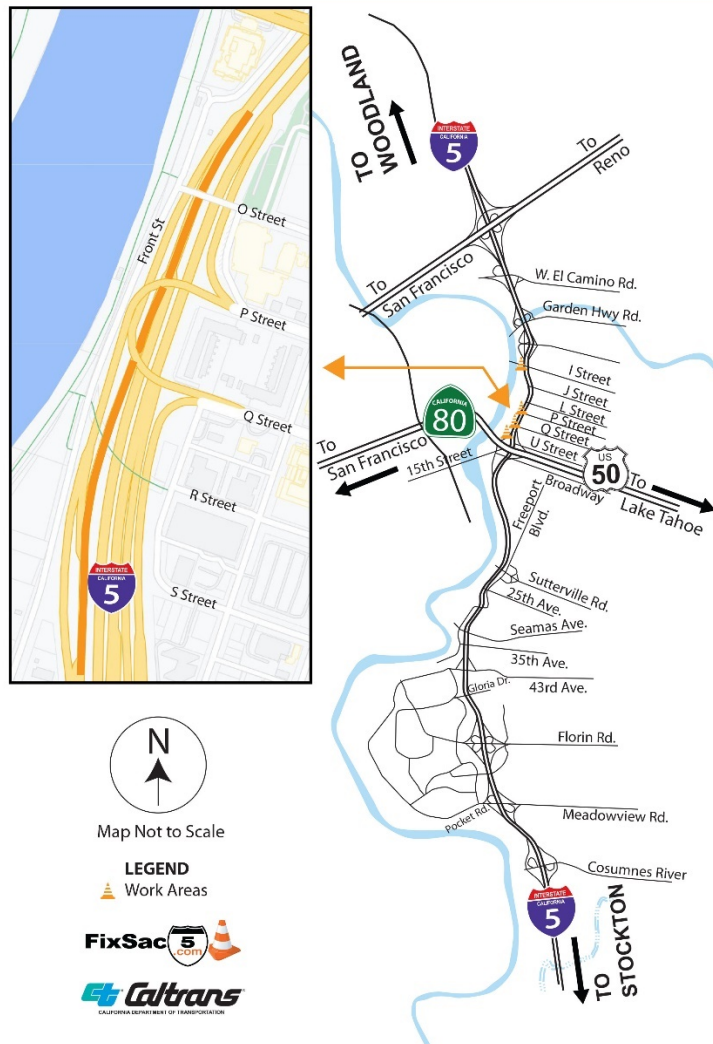 Front St
O Street
P Street
Q Street
R Street
S Street
INTERSTATE
CALIFORNIA
5
N
Map Not to Scale
LEGEND
Work Areas
FixSac 5
.com
Caltrans
CALIFORNIA DEPARTMENT OF TRANSPORTATION
TO
WOODLAND
INTERSTATE
CALIFORNIA
5
To
Reno
To
San Francisco
W. El Camino Rd.
Garden Hwy Rd.
I Street
J Street
L Street
P Street
Q Street
U Street
CALIFORNIA
80
To
San Francisco
15th Street
US
50
Broadway
To
Lake Tahoe
Freeport
Blvd.
Sutterville Rd.
25th Ave.
Seamas Ave.
35th Ave.
43rd Ave.
Gloria Dr.
Florin Rd.
Pocket Rd.
Meadowview Rd.
Cosumnes River
INTERSTATE
CALIFORNIA
5
TO
STOCKTON